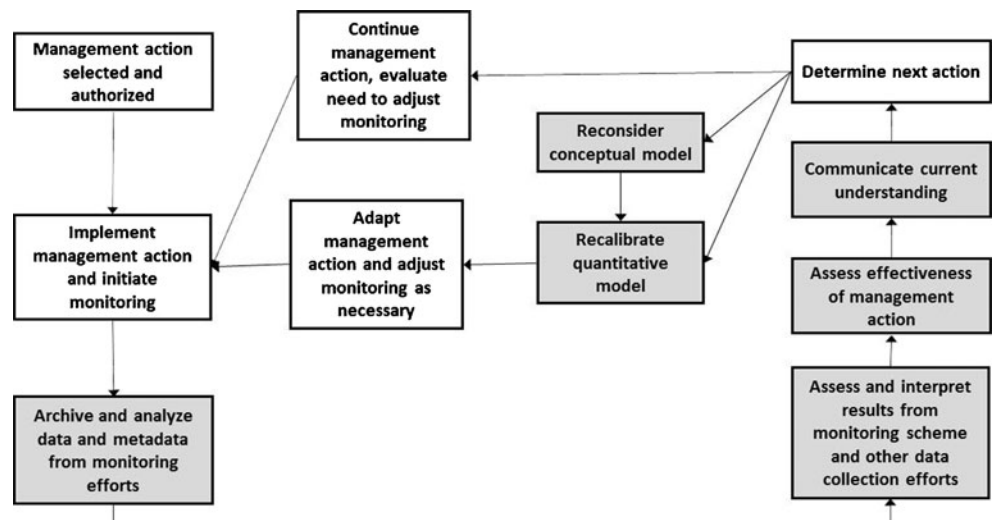 Management action
selected and
authorized
Continue
management
action, evaluate
need to adjust
monitoring
Determine next action
Reconsider
conceptual model
Communicate current
understanding
Implement
management action
and initiate
monitoring
Adapt
management
action and adjust
monitoring as
necessary
Recalibrate
quantitative
model
Assess effectiveness
of management
action
Archive and analyze
data and metadata
from monitoring
efforts
Assess and interpret
results from
monitoring scheme
and other data
collection efforts